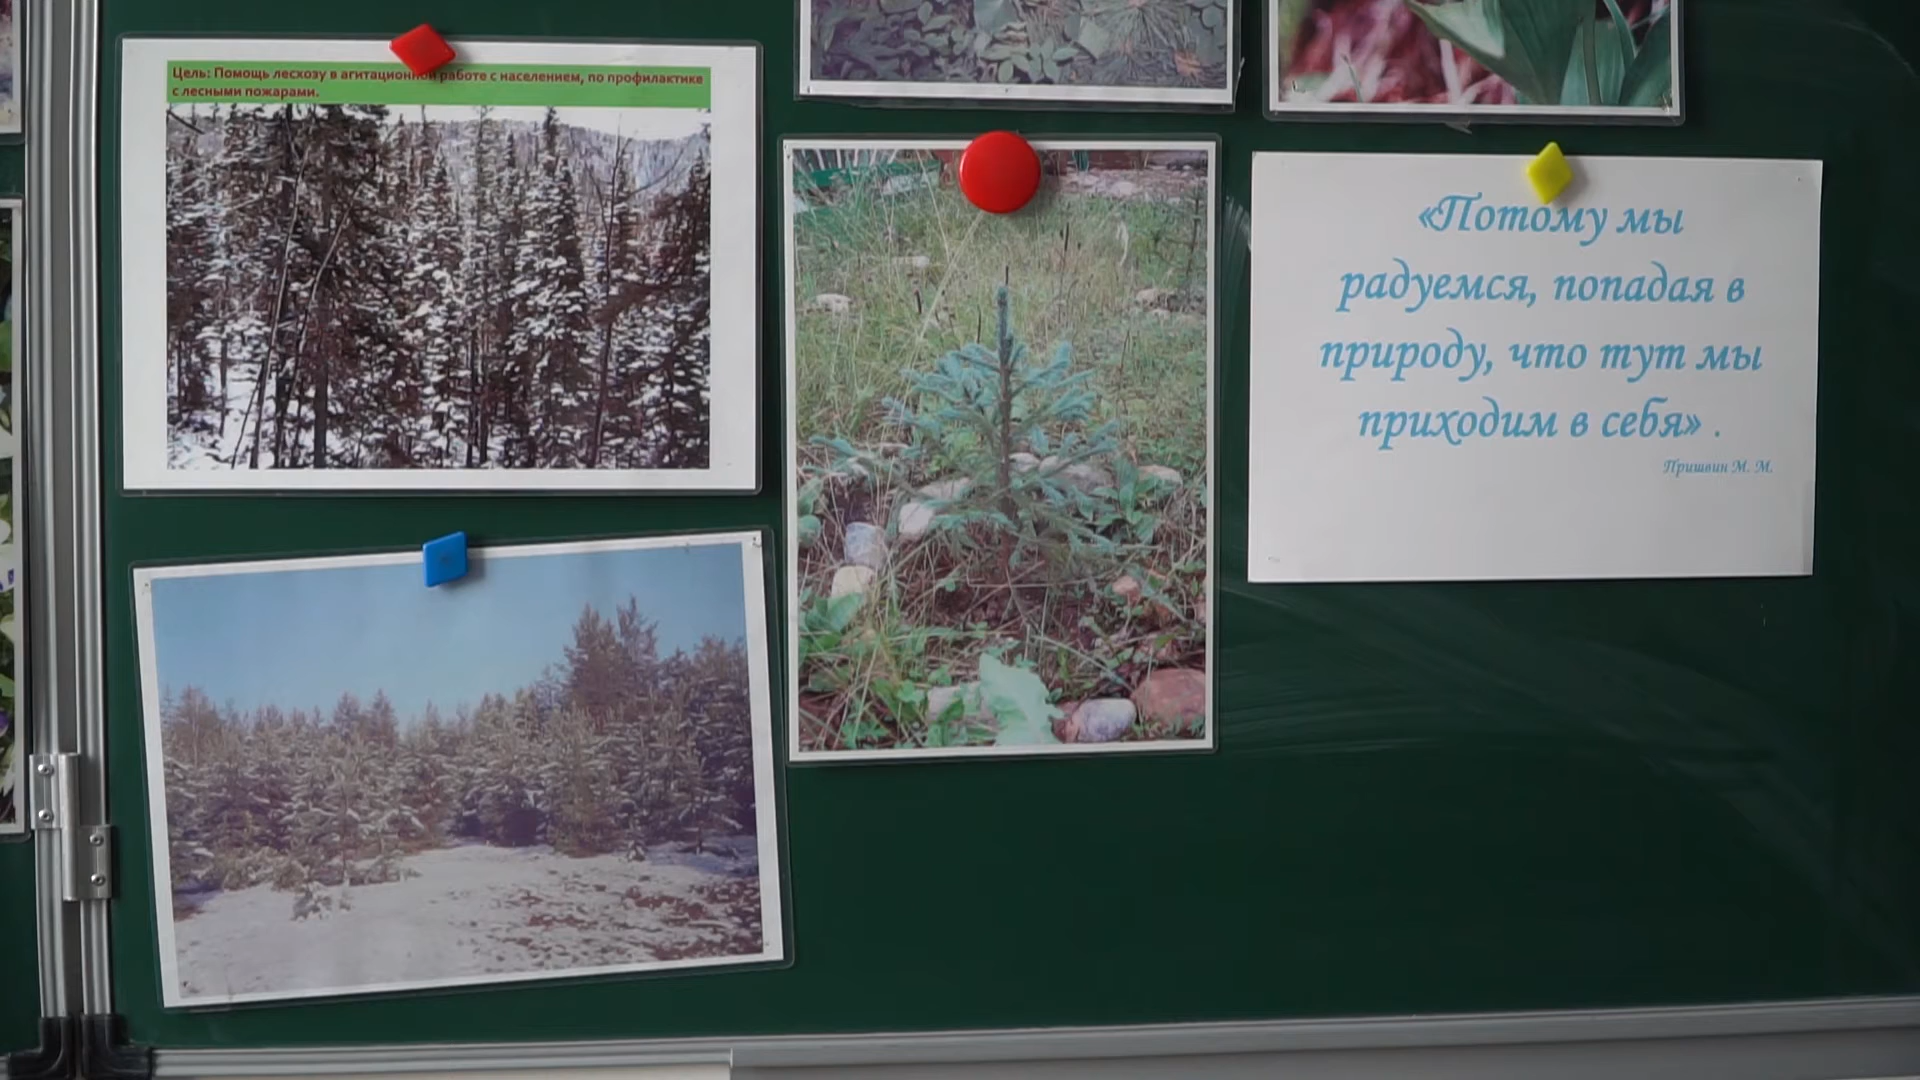 Цель: Помощь лесхозу в агитационной работе с населением, по профилактике
с лесными пожарами.
«Потому мы
радуемся, попадая в
природу, что тут мы
приходим в себя» .
Пришвин М. М.